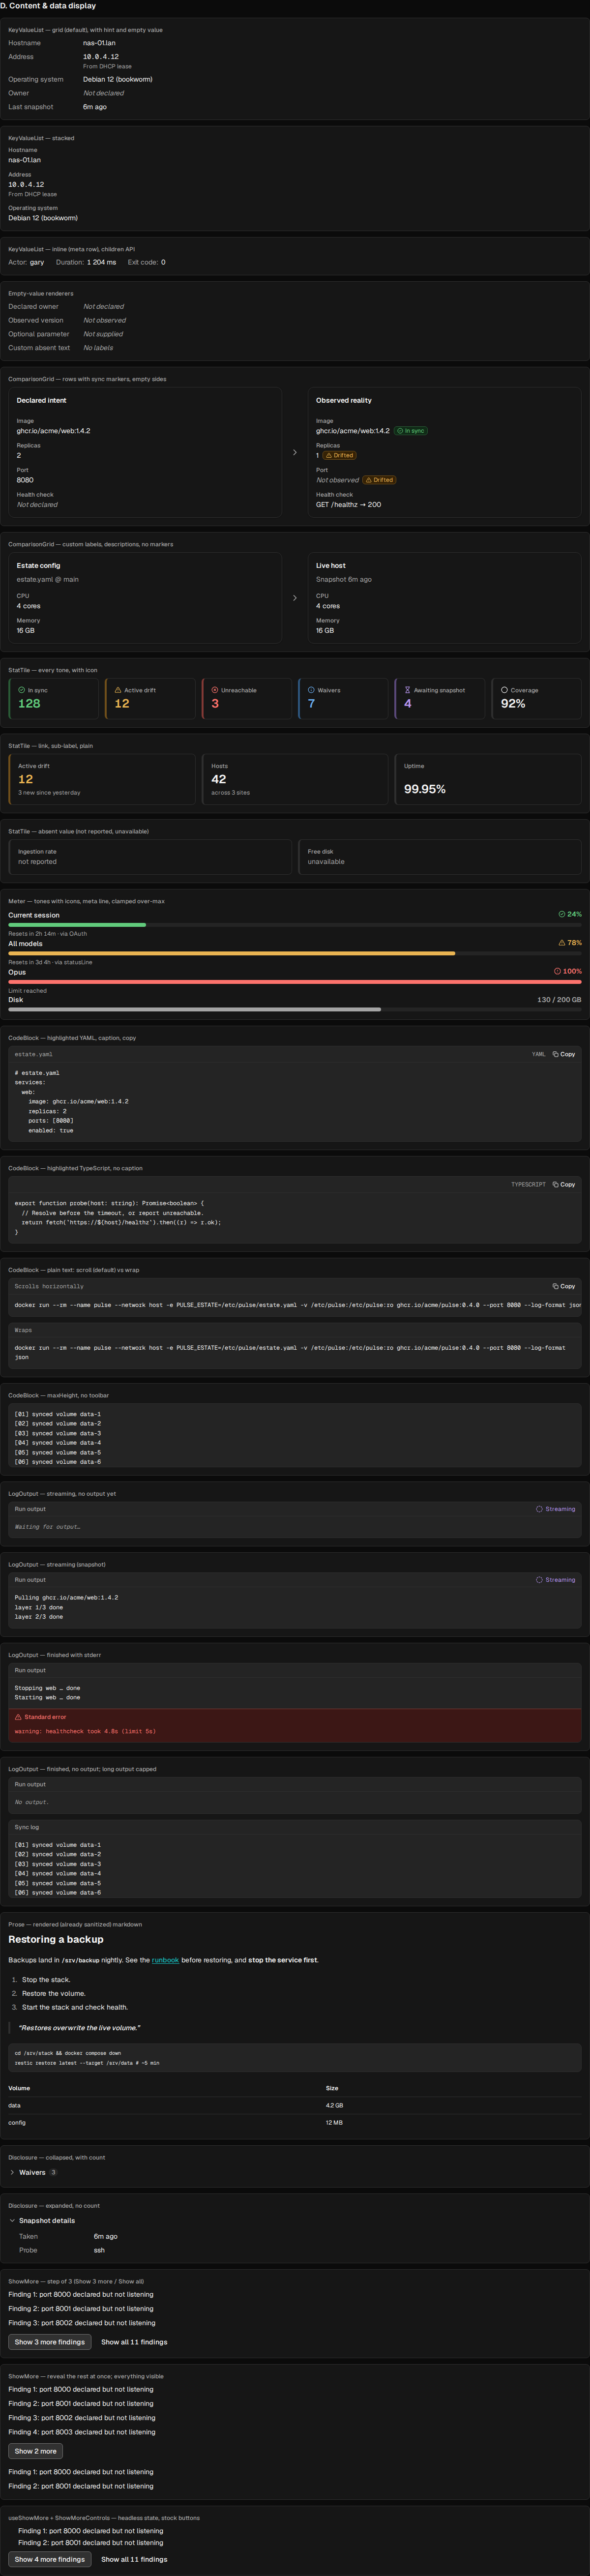 D. Content & data display
KeyValueList — grid (default), with hint and empty value
Hostname nas-01.lan
Address 10.0.4.12
From DHCP lease
Operating system Debian 12 (bookworm)
Owner Not declared
Last snapshot 6m ago
KeyValueList — stacked
Hostname
nas-01.lan
Address
10.0.4.12
From DHCP lease
Operating system
Debian 12 (bookworm)
KeyValueList — inline (meta row), children API
Actor: gary Duration: 1 204 ms Exit code: 0
Empty-value renderers
Declared owner Not declared
Observed version Not observed
Optional parameter Not supplied
Custom absent text No labels
ComparisonGrid — rows with sync markers, empty sides
Declared intent
Image
ghcr.io/acme/web:1.4.2
Replicas
2
Port
8080
Health check
Not declared
Observed reality
Image
ghcr.io/acme/web:1.4.2 In sync
Replicas
1 Drifted
Port
Not observed Drifted
Health check
GET /healthz → 200
ComparisonGrid — custom labels, descriptions, no markers
Estate config
estate.yaml @ main
CPU
4 cores
Memory
16 GB
Live host
Snapshot 6m ago
CPU
4 cores
Memory
16 GB
StatTile — every tone, with icon
In sync
128
Active drift
12
Unreachable
3
Waivers
7
Awaiting snapshot
4
Coverage
92%
StatTile — link, sub-label, plain
Active drift
12
3 new since yesterday
Hosts
42
across 3 sites
Uptime
99.95%
StatTile — absent value (not reported, unavailable)
Ingestion rate
not reported
Free disk
unavailable
Meter — tones with icons, meta line, clamped over-max
Current session 24%
Resets in 2h 14m · via OAuth
All models 78%
Resets in 3d 4h · via statusLine
Opus 100%
Limit reached
Disk 130 / 200 GB
CodeBlock — highlighted YAML, caption, copy
estate.yaml YAML Copy
# estate.yaml
services:
web:
image: ghcr.io/acme/web:1.4.2
replicas: 2
ports: [8080]
enabled: true
CodeBlock — highlighted TypeScript, no caption
TYPESCRIPT Copy
export function probe(host: string): Promise<boolean> {
// Resolve before the timeout, or report unreachable.
return fetch(`https://${host}/healthz`).then((r) => r.ok);
}
CodeBlock — plain text: scroll (default) vs wrap
Scrolls horizontally Copy
docker run --rm --name pulse --network host -e PULSE_ESTATE=/etc/pulse/estate.yaml -v /etc/pulse:/etc/pulse:ro ghcr.io/acme/pulse:0.4.0 --port 8080 --log-format json
Wraps
docker run --rm --name pulse --network host -e PULSE_ESTATE=/etc/pulse/estate.yaml -v /etc/pulse:/etc/pulse:ro ghcr.io/acme/pulse:0.4.0 --port 8080 --log-format
json
CodeBlock — maxHeight, no toolbar
[01] synced volume data-1
[02] synced volume data-2
[03] synced volume data-3
[04] synced volume data-4
[05] synced volume data-5
[06] synced volume data-6
LogOutput — streaming, no output yet
Run output Streaming
Waiting for output…
LogOutput — streaming (snapshot)
Run output Streaming
Pulling ghcr.io/acme/web:1.4.2
layer 1/3 done
layer 2/3 done
LogOutput — finished with stderr
Run output
Stopping web … done
Starting web … done
Standard error
warning: healthcheck took 4.8s (limit 5s)
LogOutput — finished, no output; long output capped
Run output
No output.
Sync log
[01] synced volume data-1
[02] synced volume data-2
[03] synced volume data-3
[04] synced volume data-4
[05] synced volume data-5
[06] synced volume data-6
Prose — rendered (already sanitized) markdown
Restoring a backup
Backups land in /srv/backup nightly. See the runbook before restoring, and stop the service first.
1. Stop the stack.
2. Restore the volume.
3. Start the stack and check health.
“Restores overwrite the live volume.”
cd /srv/stack && docker compose down
restic restore latest --target /srv/data # ~5 min
Volume Size
data 4.2 GB
config 12 MB
Disclosure — collapsed, with count
Waivers 3
Disclosure — expanded, no count
Snapshot details
Taken 6m ago
Probe ssh
ShowMore — step of 3 (Show 3 more / Show all)
Finding 1: port 8000 declared but not listening
Finding 2: port 8001 declared but not listening
Finding 3: port 8002 declared but not listening
Show 3 more findings Show all 11 findings
ShowMore — reveal the rest at once; everything visible
Finding 1: port 8000 declared but not listening
Finding 2: port 8001 declared but not listening
Finding 3: port 8002 declared but not listening
Finding 4: port 8003 declared but not listening
Show 2 more
Finding 1: port 8000 declared but not listening
Finding 2: port 8001 declared but not listening
useShowMore + ShowMoreControls — headless state, stock buttons
Finding 1: port 8000 declared but not listening
Finding 2: port 8001 declared but not listening
Show 4 more findings Show all 11 findings